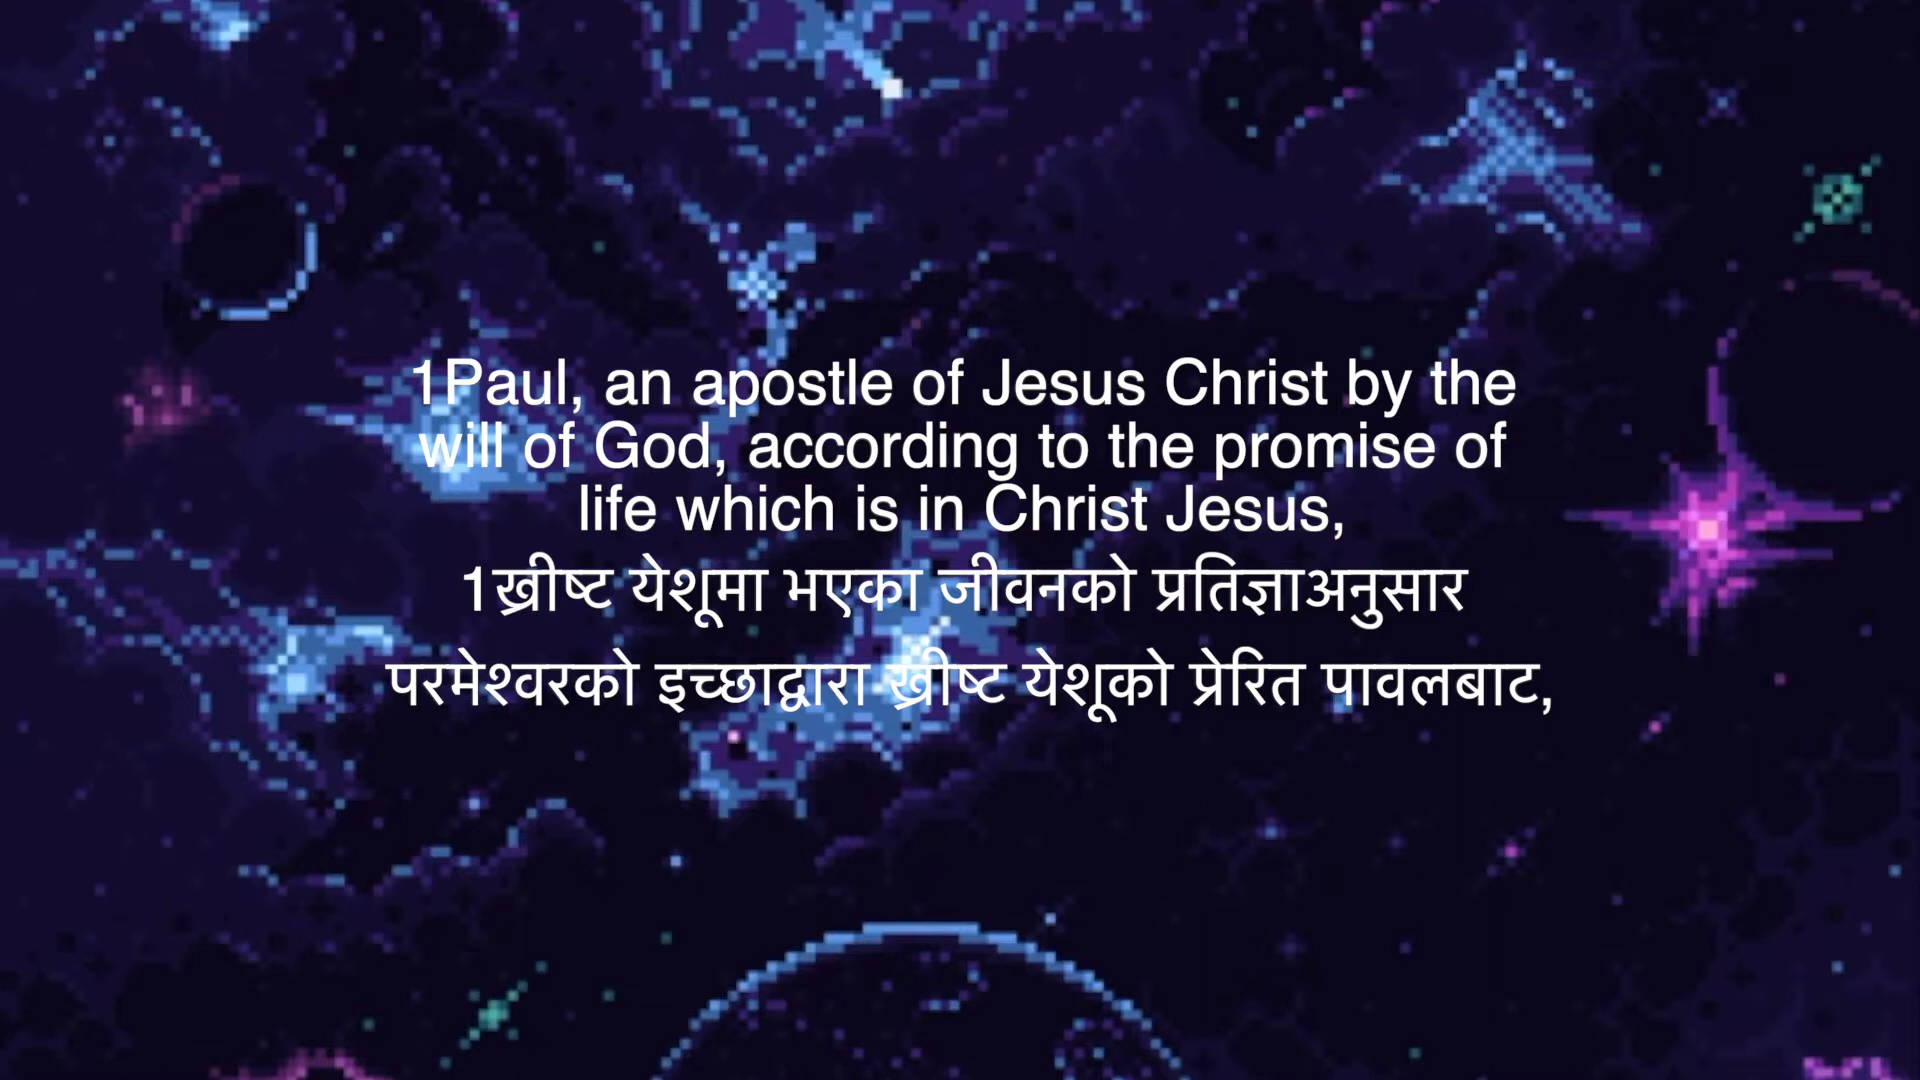 1Paul, an apostle of Jesus Christ by the
will of God, according to the promise of
life which is in Christ Jesus,
1ख्रीष्ट येशूमा भएका जीवनको प्रतिज्ञाअनुसार
परमेश्‍वरको इच्छाद्वारा ख्रीष्ट येशूको प्रेरित पावलबाट,